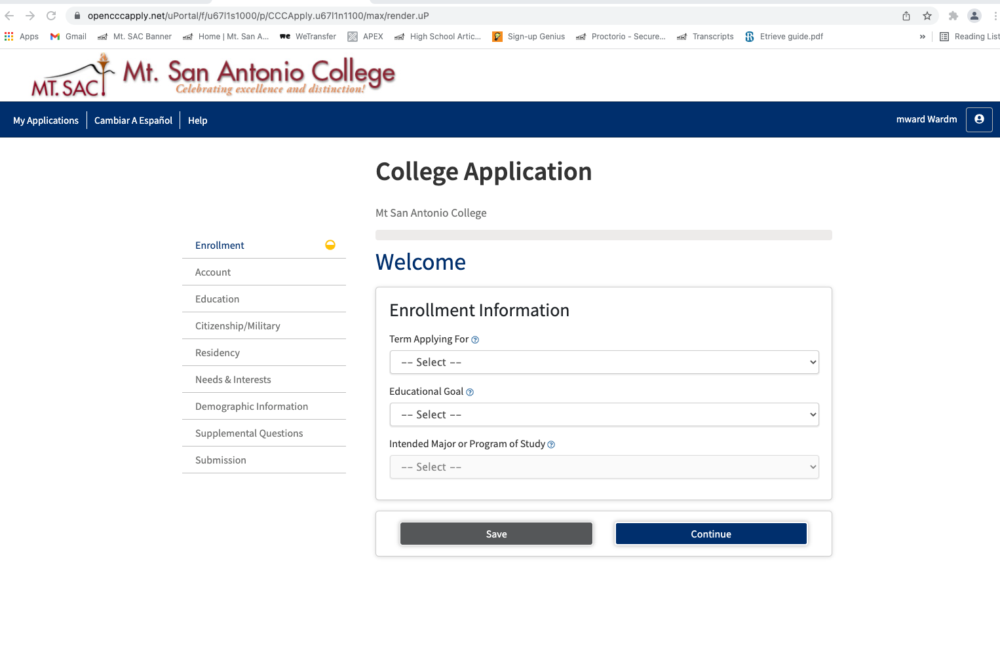 opencccapply.net/uPortal/f/u67l1s1000/p/CCCApply.u67l1n1100/max/render.uP
Apps Gmail Mt. SAC Banner Home | Mt. San A... WeTransfer APEX High School Artic... Sign-up Genius Proctorio - Secure... Transcripts Etrieve guide.pdf » Reading List
MT. SAC Mt. San Antonio College
Celebrating excellence and distinction!
My Applications Cambiar A Español Help mward Wardm
College Application
Mt San Antonio College
Enrollment
Account
Education
Citizenship/Military
Residency
Needs & Interests
Demographic Information
Supplemental Questions
Submission
Welcome
Enrollment Information
Term Applying For ?
-- Select --
Educational Goal ?
-- Select --
Intended Major or Program of Study ?
-- Select --
Save Continue